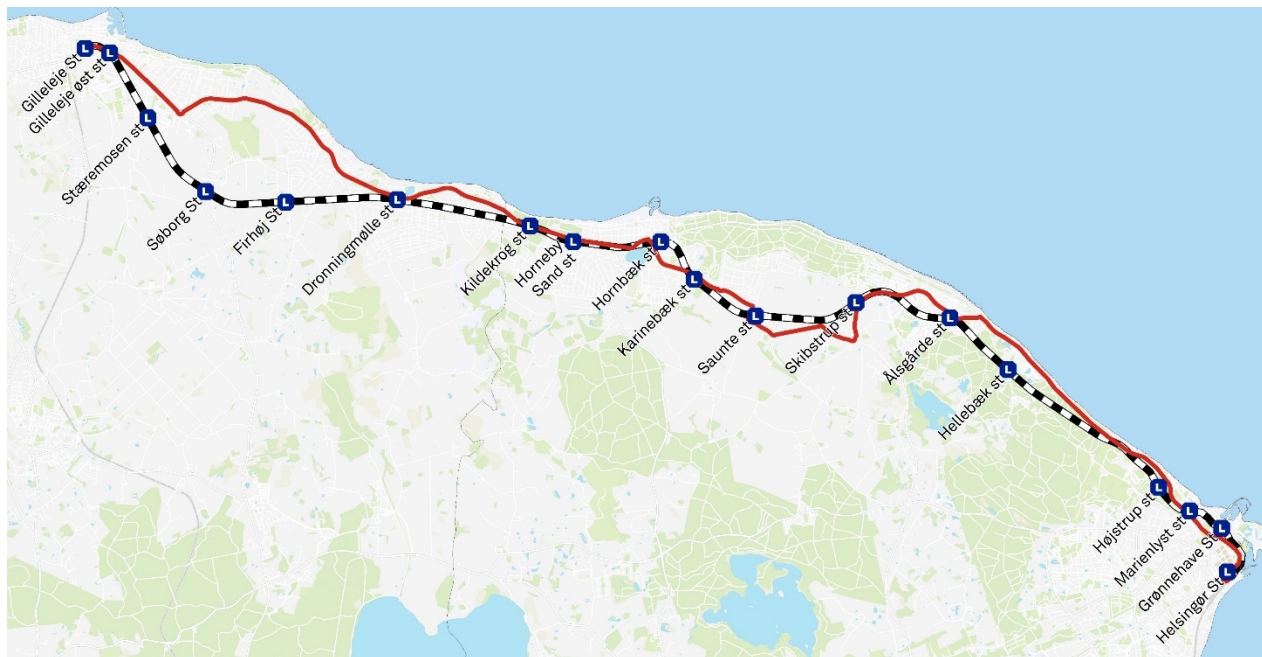 Gilleleje St
Gilleleje øst st
Stæremosen st
Søborg St
Firhøj St
Dronningmølle st
Kildekrog st
Horneby
Sand st
Hornbæk st
Karinebæk st
Saunte st
Skibstrup st
Ålsgårde st
Hellebæk st
Højstrup st
Marienlyst st
Grønnehave St
Helsingør St